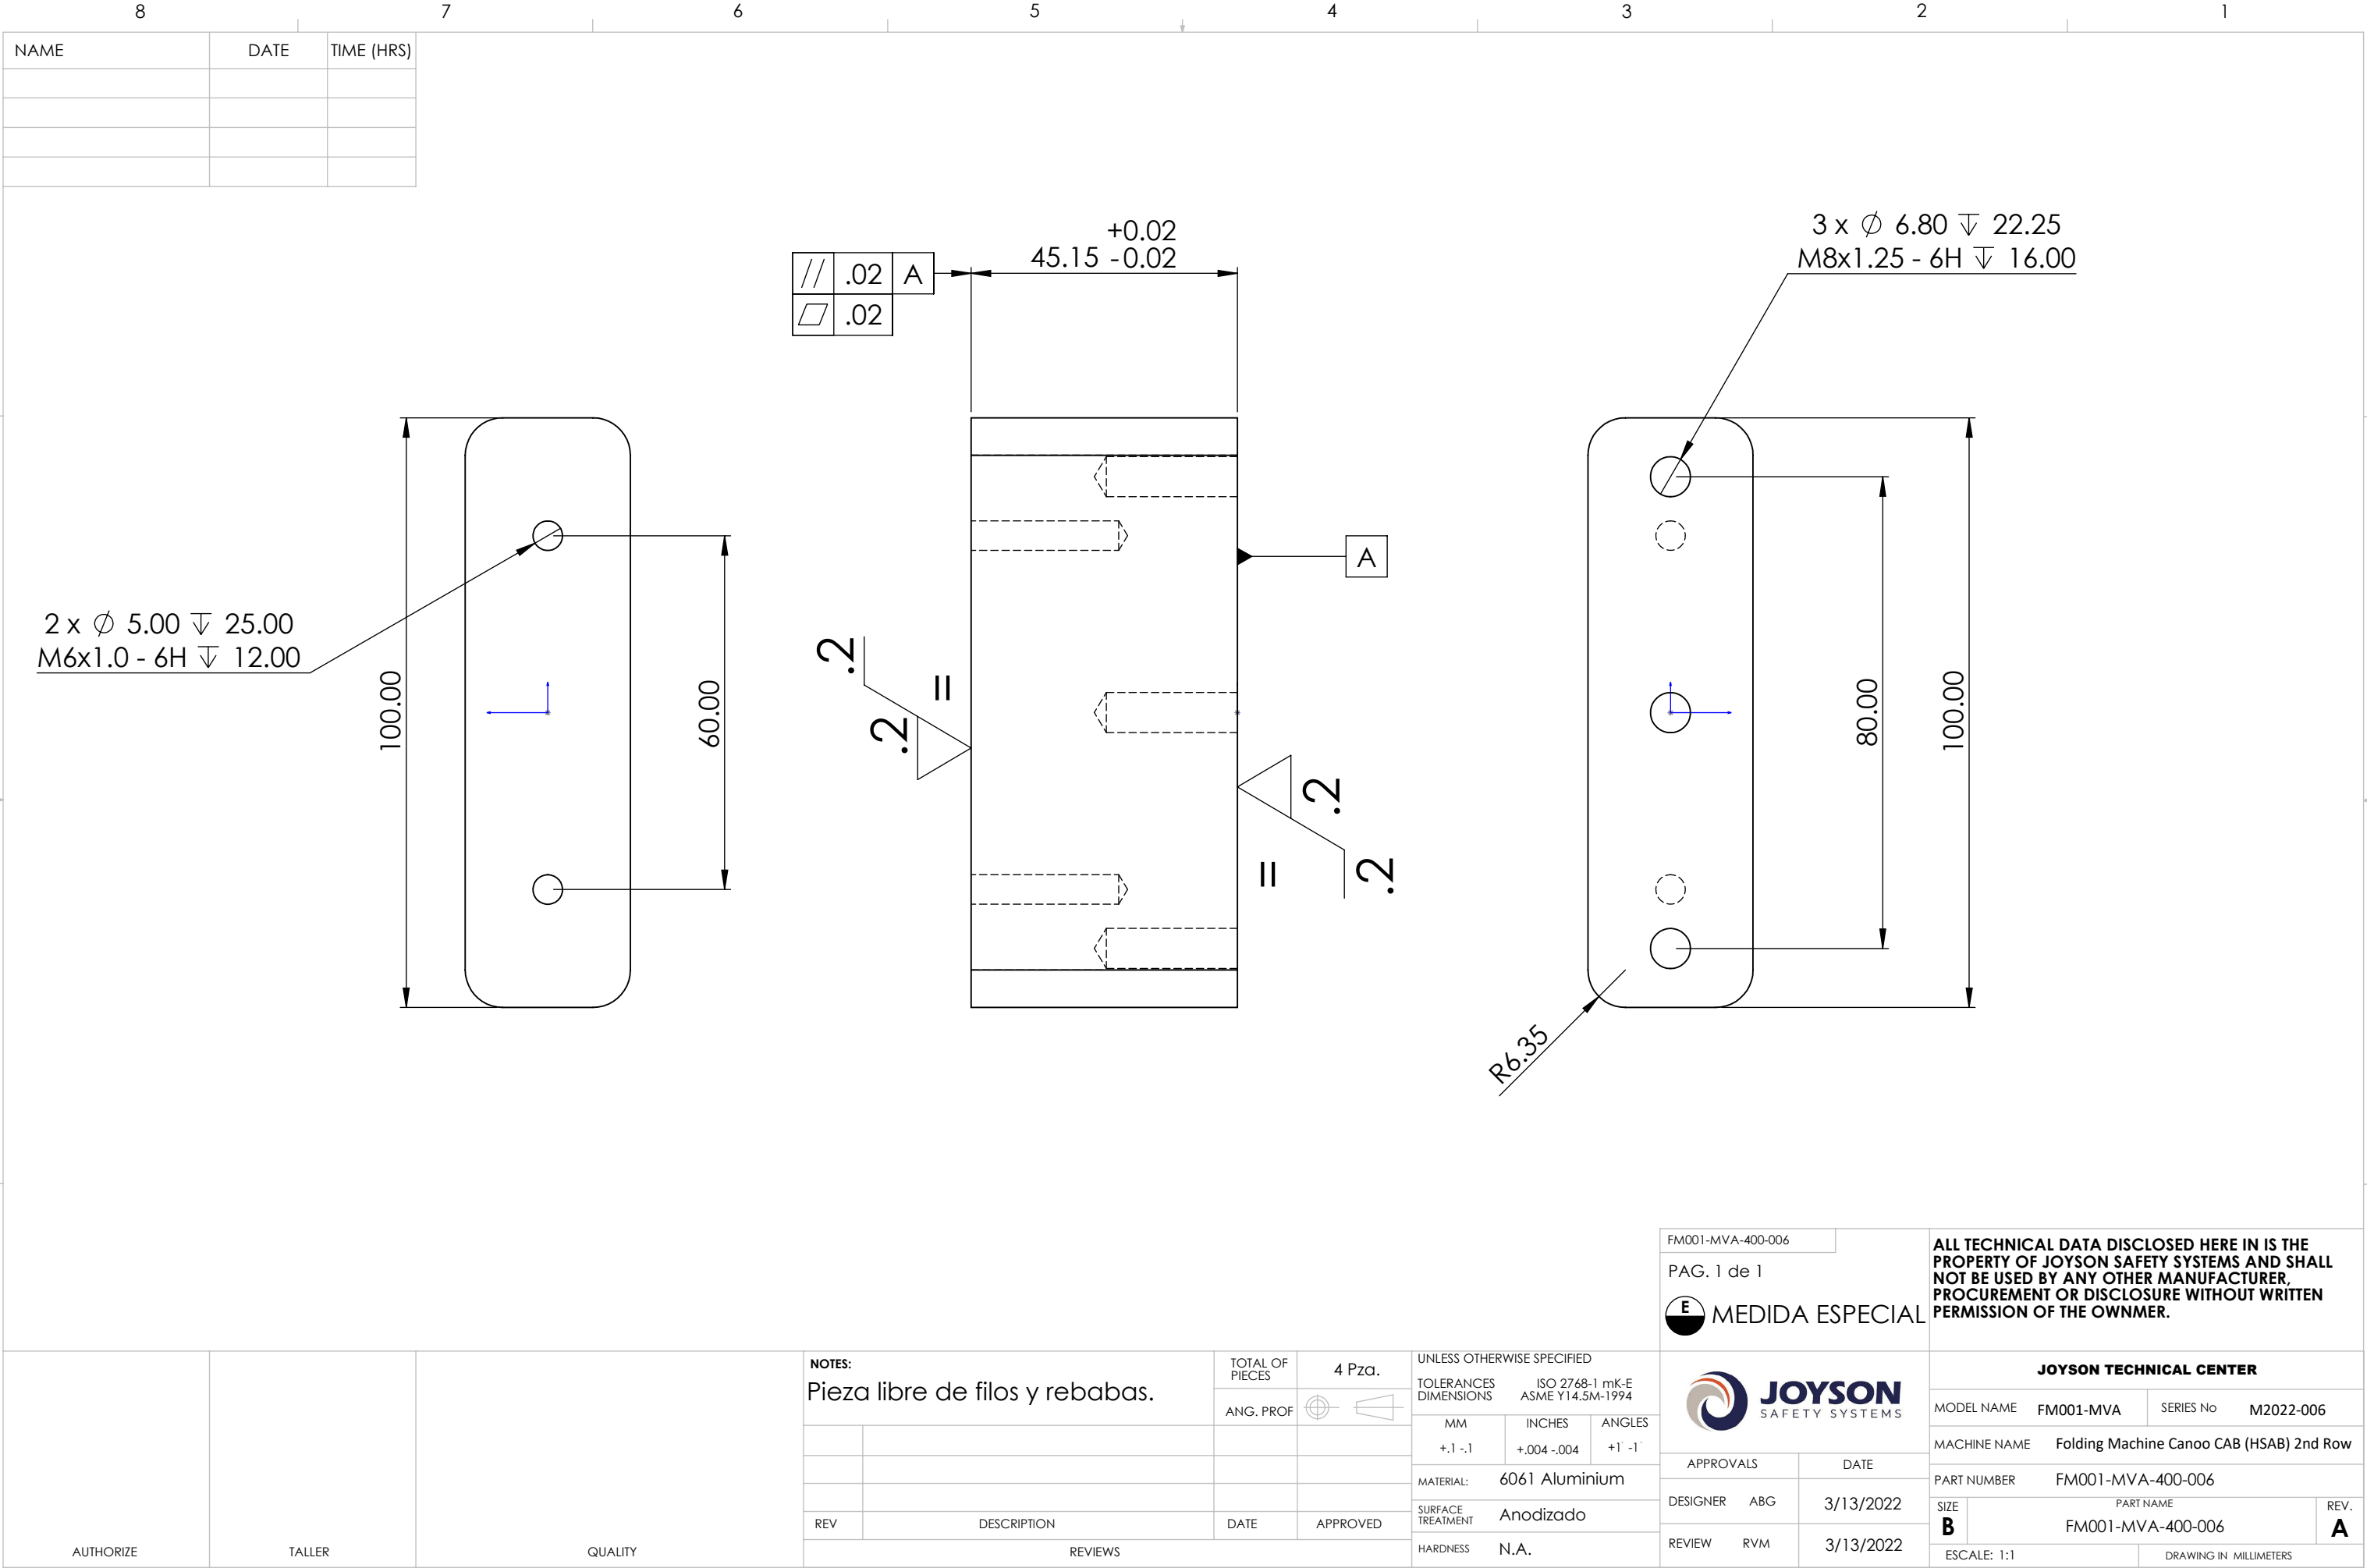 8 7 6 5 4 3 2 1
NAME DATE TIME (HRS)
// .02 A
⏥ .02
+0.02
45.15 -0.02
3 x ⌀ 6.80 ↧ 22.25
M8x1.25 - 6H ↧ 16.00
A
2 x ⌀ 5.00 ↧ 25.00
M6x1.0 - 6H ↧ 12.00
100.00
60.00
.2
.2
=
.2
.2
=
80.00
100.00
R6.35
FM001-MVA-400-006
PAG. 1 de 1
E MEDIDA ESPECIAL
ALL TECHNICAL DATA DISCLOSED HERE IN IS THE
PROPERTY OF JOYSON SAFETY SYSTEMS AND SHALL
NOT BE USED BY ANY OTHER MANUFACTURER,
PROCUREMENT OR DISCLOSURE WITHOUT WRITTEN
PERMISSION OF THE OWNMER.
AUTHORIZE TALLER QUALITY
NOTES:
Pieza libre de filos y rebabas.
TOTAL OF
PIECES
4 Pza.
ANG. PROF
REV DESCRIPTION DATE APPROVED
REVIEWS
UNLESS OTHERWISE SPECIFIED
TOLERANCES ISO 2768-1 mK-E
DIMENSIONS ASME Y14.5M-1994
MM INCHES ANGLES
+.1 -.1 +.004 -.004 +1° -1°
MATERIAL: 6061 Aluminium
SURFACE
TREATMENT
Anodizado
HARDNESS N.A.
JOYSON
SAFETY SYSTEMS
APPROVALS DATE
DESIGNER ABG 3/13/2022
REVIEW RVM 3/13/2022
JOYSON TECHNICAL CENTER
MODEL NAME FM001-MVA SERIES No M2022-006
MACHINE NAME Folding Machine Canoo CAB (HSAB) 2nd Row
PART NUMBER FM001-MVA-400-006
SIZE PART NAME REV.
B FM001-MVA-400-006 A
ESCALE: 1:1 DRAWING IN MILLIMETERS